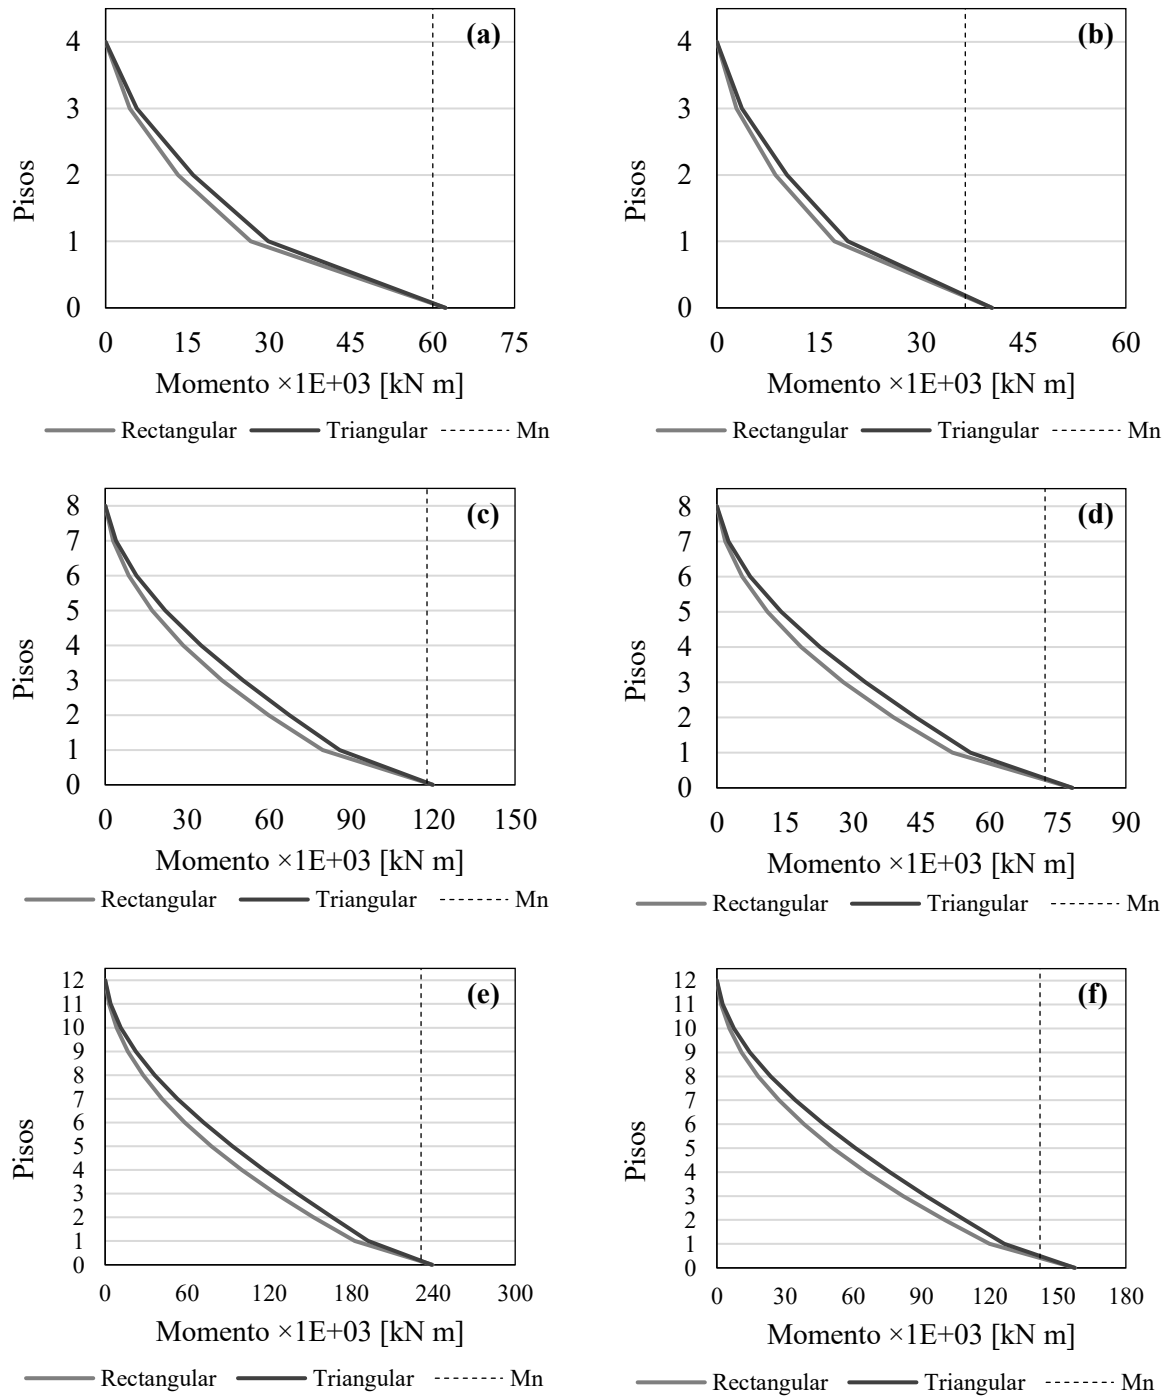 (a)
4
3
2
1
0
Pisos
0 15 30 45 60 75
Momento ×1E+03 [kN m]
Rectangular Triangular Mn
(b)
4
3
2
1
0
Pisos
0 15 30 45 60
Momento ×1E+03 [kN m]
Rectangular Triangular Mn
(c)
8
7
6
5
4
3
2
1
0
Pisos
0 30 60 90 120 150
Momento ×1E+03 [kN m]
Rectangular Triangular Mn
(d)
8
7
6
5
4
3
2
1
0
Pisos
0 15 30 45 60 75 90
Momento ×1E+03 [kN m]
Rectangular Triangular Mn
(e)
12
11
10
9
8
7
6
5
4
3
2
1
0
Pisos
0 60 120 180 240 300
Momento ×1E+03 [kN m]
Rectangular Triangular Mn
(f)
12
11
10
9
8
7
6
5
4
3
2
1
0
Pisos
0 30 60 90 120 150 180
Momento ×1E+03 [kN m]
Rectangular Triangular Mn